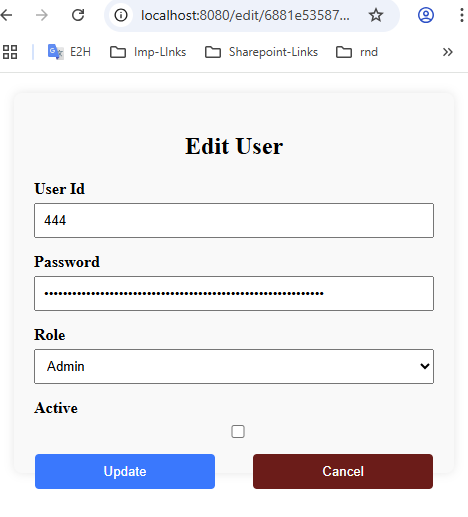 localhost:8080/edit/6881e53587...
E2H
Imp-LInks
Sharepoint-Links
rnd
Edit User
User Id
444
Password
••••••••••••••••••••••••••••••••••••••••••••••••••••••••••••
Role
Admin
Active
Update
Cancel